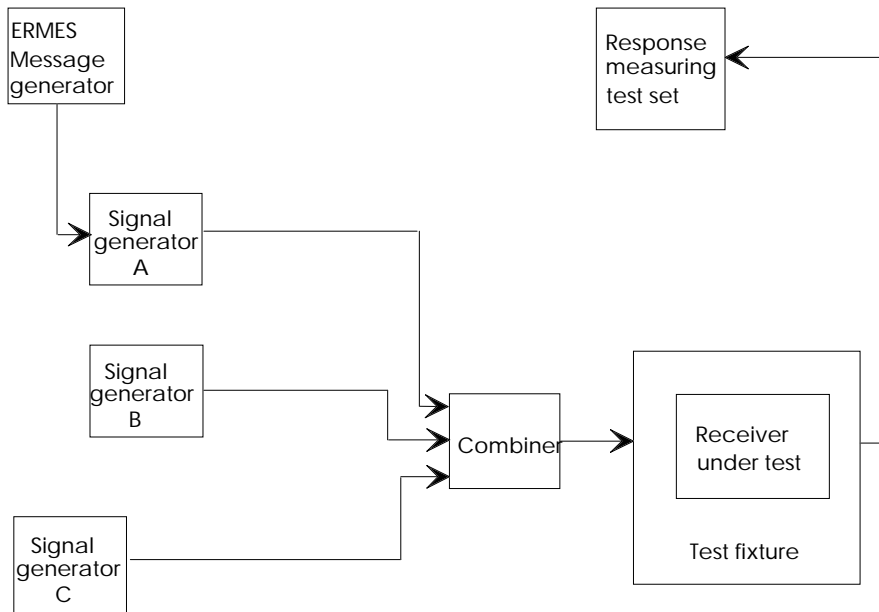 ERMES
Message
generator
Response
measuring
test set
Signal
generator
A
Signal
generator
B
Combiner
Receiver
under test
Test fixture
Signal
generator
C